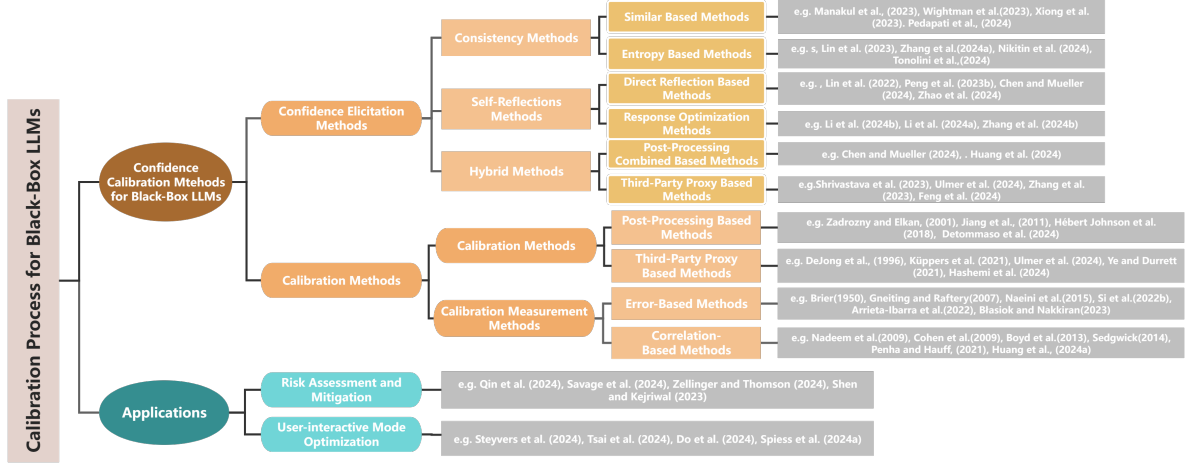 Calibration Process for Black-Box LLMs
Confidence
Calibration Mtehods
for Black-Box LLMs
Confidence Elicitation
Methods
Consistency Methods
Similar Based Methods
e.g. Manakul et al., (2023), Wightman et al.(2023), Xiong et al.
(2023). Pedapati et al., (2024)
Entropy Based Methods
e.g. s, Lin et al. (2023), Zhang et al.(2024a), Nikitin et al. (2024),
Tonolini et al.,(2024)
Self-Reflections
Methods
Direct Reflection Based
Methods
e.g. , Lin et al. (2022), Peng et al. (2023b), Chen and Mueller
(2024), Zhao et al. (2024)
Response Optimization
Methods
e.g. Li et al. (2024b), Li et al. (2024a), Zhang et al. (2024b)
Hybrid Methods
Post-Processing
Combined Based Methods
e.g. Chen and Mueller (2024), . Huang et al. (2024)
Third-Party Proxy Based
Methods
e.g.Shrivastava et al. (2023), Ulmer et al. (2024), Zhang et al.
(2023), Feng et al. (2024)
Calibration Methods
Calibration Methods
Post-Processing Based
Methods
e.g. Zadrozny and Elkan, (2001), Jiang et al., (2011), Hébert Johnson et al.
(2018), Detommaso et al. (2024)
Third-Party Proxy
Based Methods
e.g. DeJong et al., (1996), Küppers et al. (2021), Ulmer et al. (2024), Ye and Durrett
(2021), Hashemi et al. (2024)
Calibration Measurement
Methods
Error-Based Methods
e.g. Brier(1950), Gneiting and Raftery(2007), Naeini et al.(2015), Si et al.(2022b),
Arrieta-Ibarra et al.(2022), Błasiok and Nakkiran(2023)
Correlation-
Based Methods
e.g. Nadeem et al.(2009), Cohen et al.(2009), Boyd et al.(2013), Sedgwick(2014),
Penha and Hauff, (2021), Huang et al., (2024a)
Applications
Risk Assessment and
Mitigation
e.g. Qin et al. (2024), Savage et al. (2024), Zellinger and Thomson (2024), Shen
and Kejriwal (2023)
User-interactive Mode
Optimization
e.g. Steyvers et al. (2024), Tsai et al. (2024), Do et al. (2024), Spiess et al. (2024a)